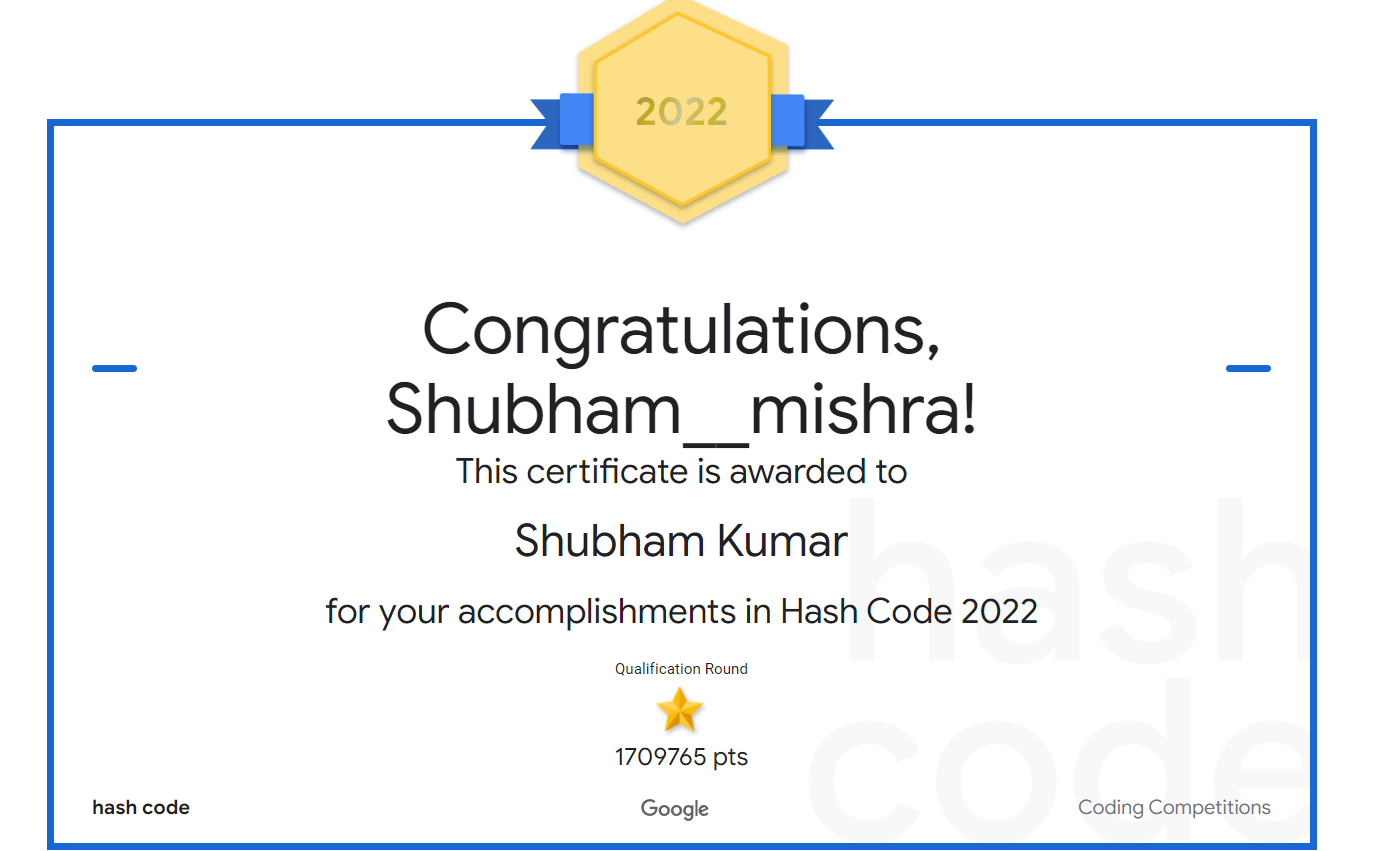 2022
Congratulations,
Shubham__mishra!
This certificate is awarded to
Shubham Kumar
for your accomplishments in Hash Code 2022
Qualification Round
1709765 pts
hash
code
hash code
Google
Coding Competitions